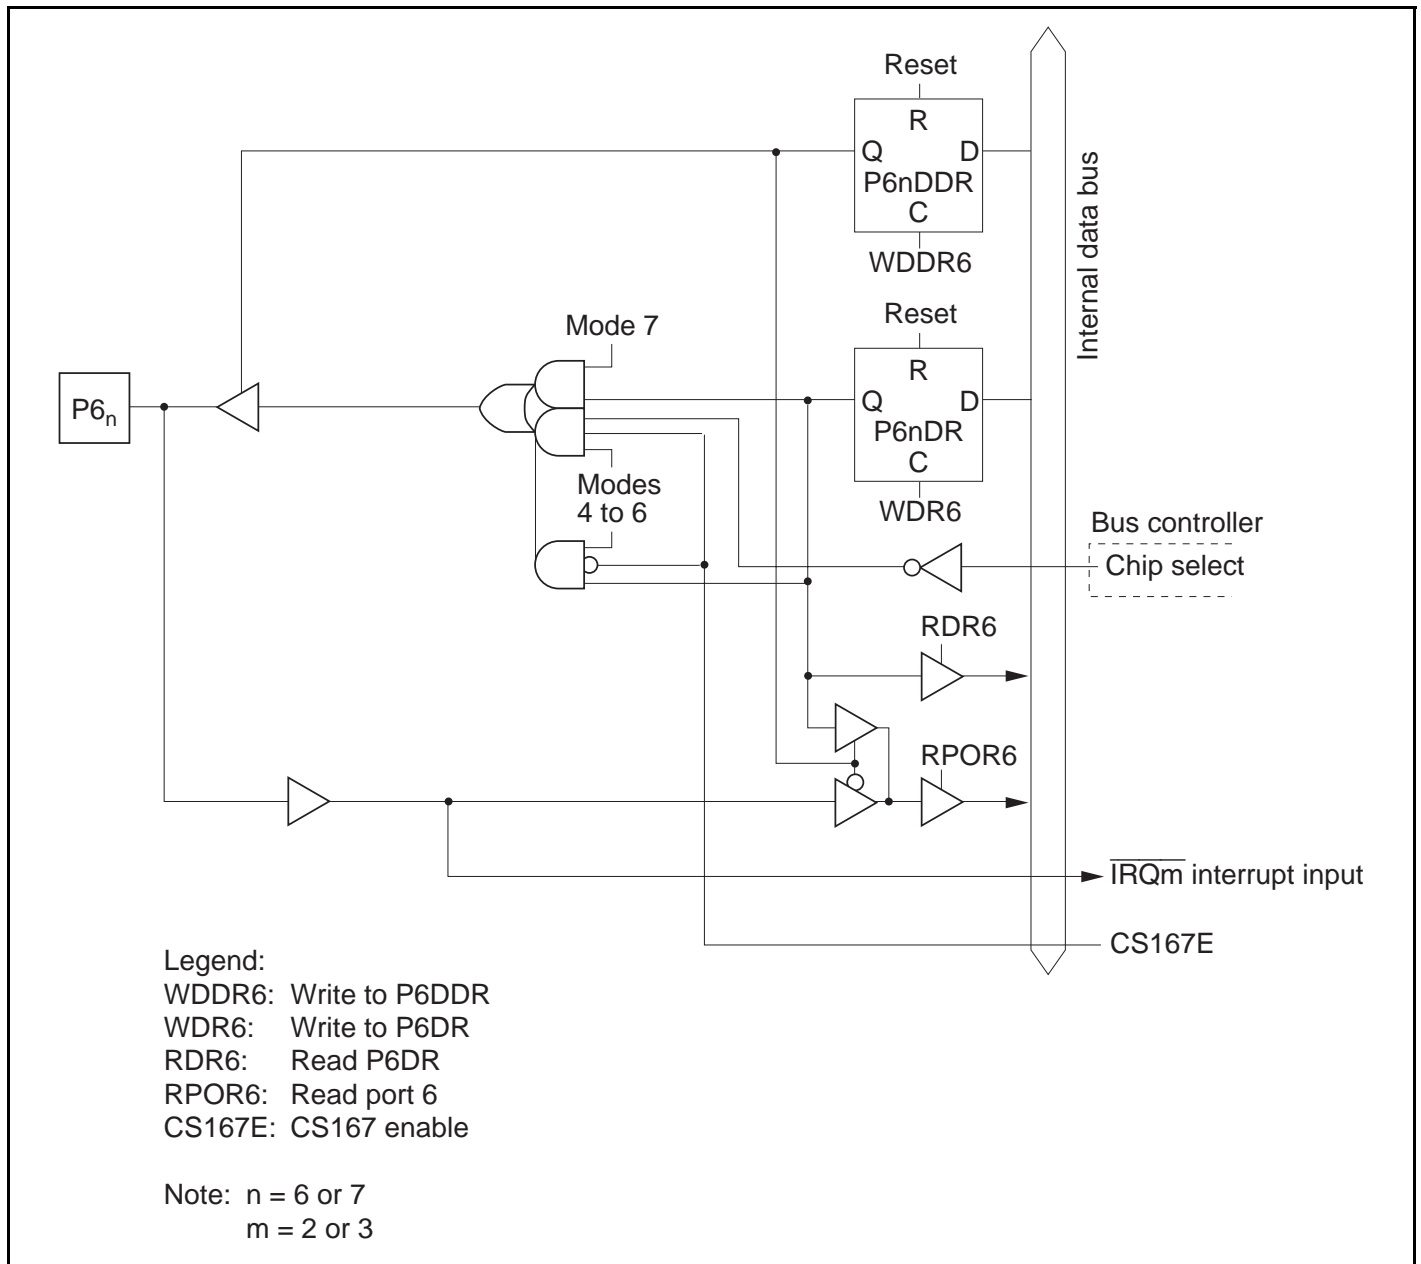 Reset
R
Q D
P6nDDR
C
WDDR6
Internal data bus
Reset
Mode 7
R
P6n
Q D
P6nDR
C
Modes
4 to 6
WDR6
Bus controller
Chip select
RDR6
RPOR6
IRQm interrupt input
CS167E
Legend:
WDDR6: Write to P6DDR
WDR6: Write to P6DR
RDR6: Read P6DR
RPOR6: Read port 6
CS167E: CS167 enable
Note: n = 6 or 7
m = 2 or 3